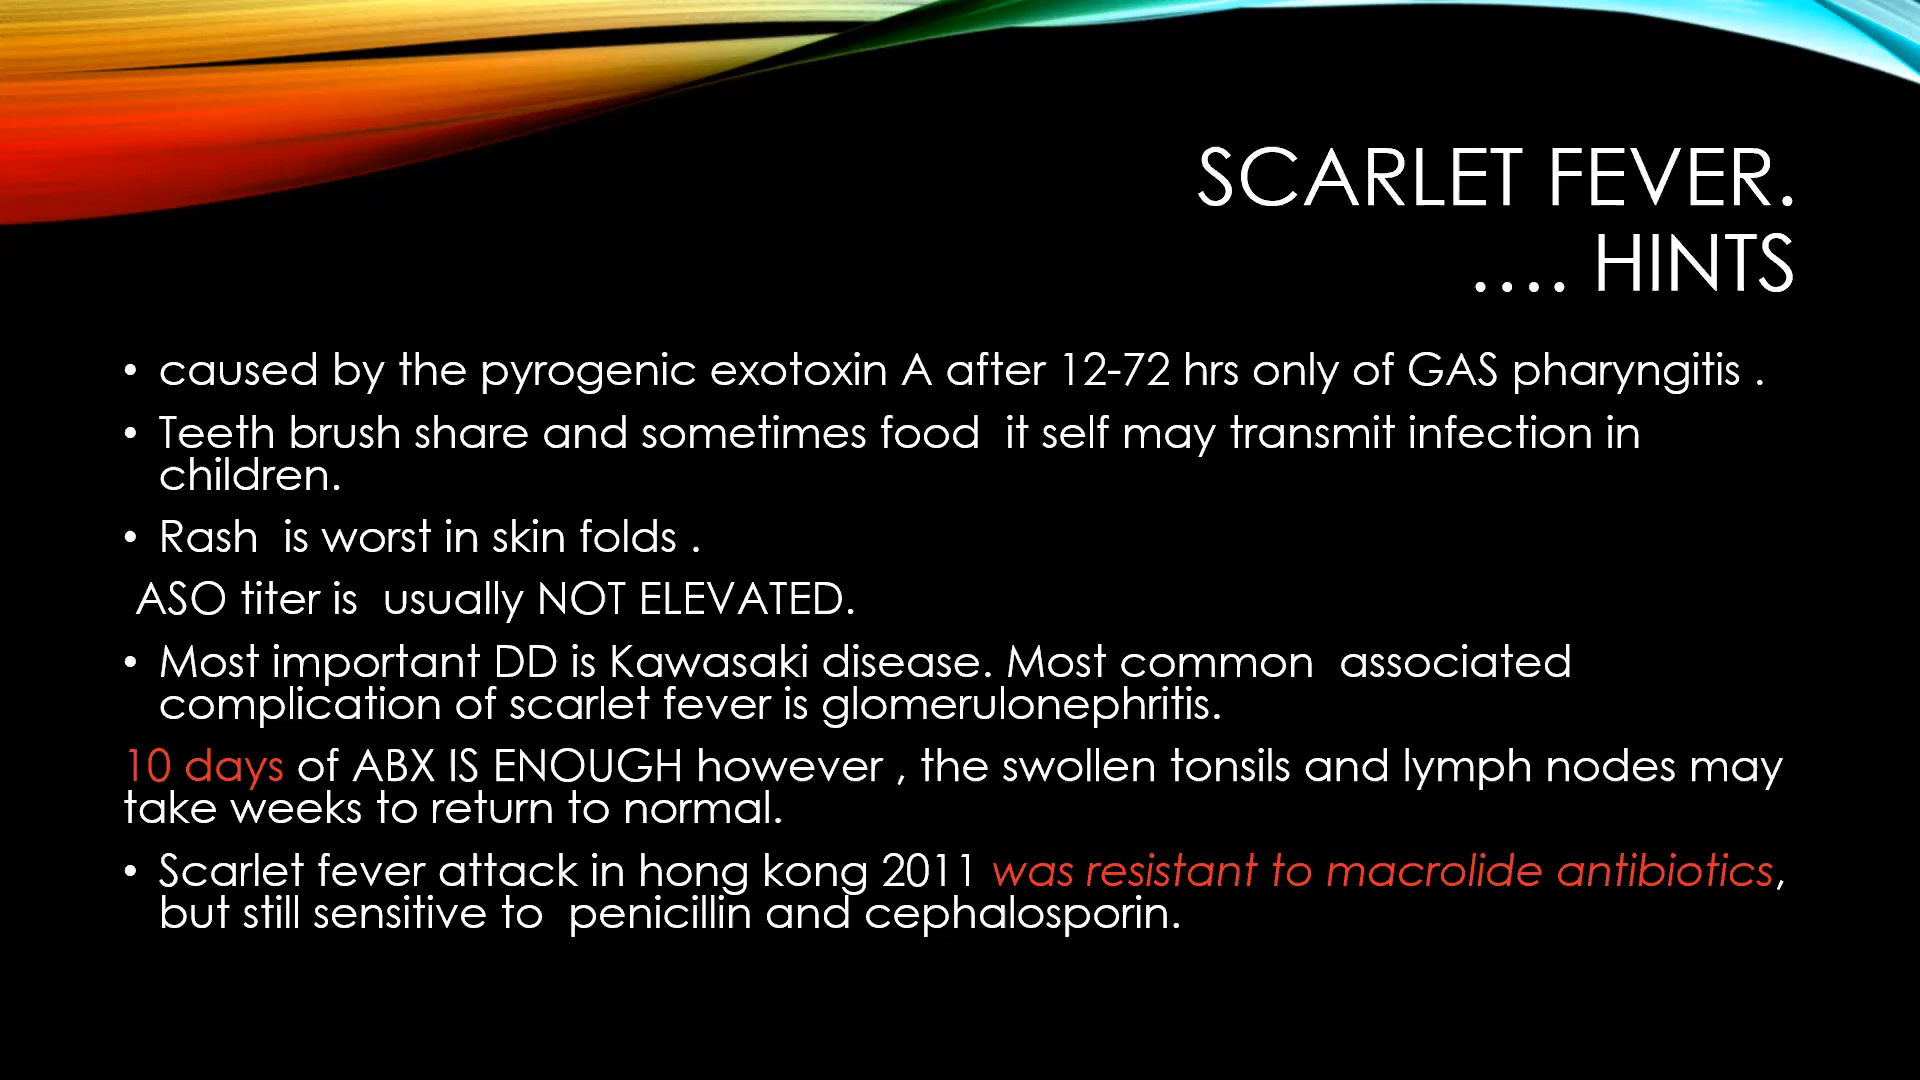 SCARLET FEVER.
.... HINTS
• caused by the pyrogenic exotoxin A after 12-72 hrs only of GAS pharyngitis .
• Teeth brush share and sometimes food  it self may transmit infection in
children.
• Rash  is worst in skin folds .
ASO titer is  usually NOT ELEVATED.
• Most important DD is Kawasaki disease. Most common  associated
complication of scarlet fever is glomerulonephritis.
10 days of ABX IS ENOUGH however , the swollen tonsils and lymph nodes may
take weeks to return to normal.
• Scarlet fever attack in hong kong 2011 was resistant to macrolide antibiotics,
but still sensitive to  penicillin and cephalosporin.